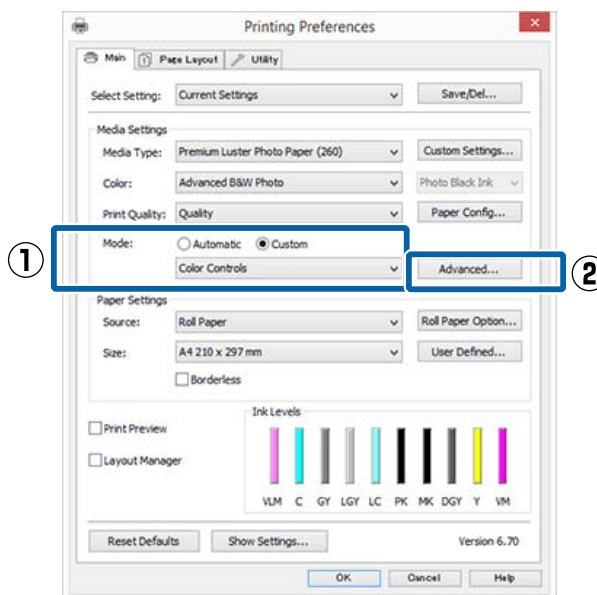 Printing Preferences
Main Page Layout Utility
Select Setting: Current Settings Save/Del...
Media Settings
Media Type: Premium Luster Photo Paper (260) Custom Settings...
Color: Advanced B&W Photo Photo Black Ink
Print Quality: Quality Paper Config...
① Mode: Automatic Custom
Color Controls Advanced... ②
Paper Settings
Source: Roll Paper Roll Paper Option...
Size: A4 210 x 297 mm User Defined...
Borderless
Ink Levels
Print Preview
Layout Manager
VLM C GY LGY LC PK MK DGY Y VM
Reset Defaults Show Settings... Version 6.70
OK Cancel Help